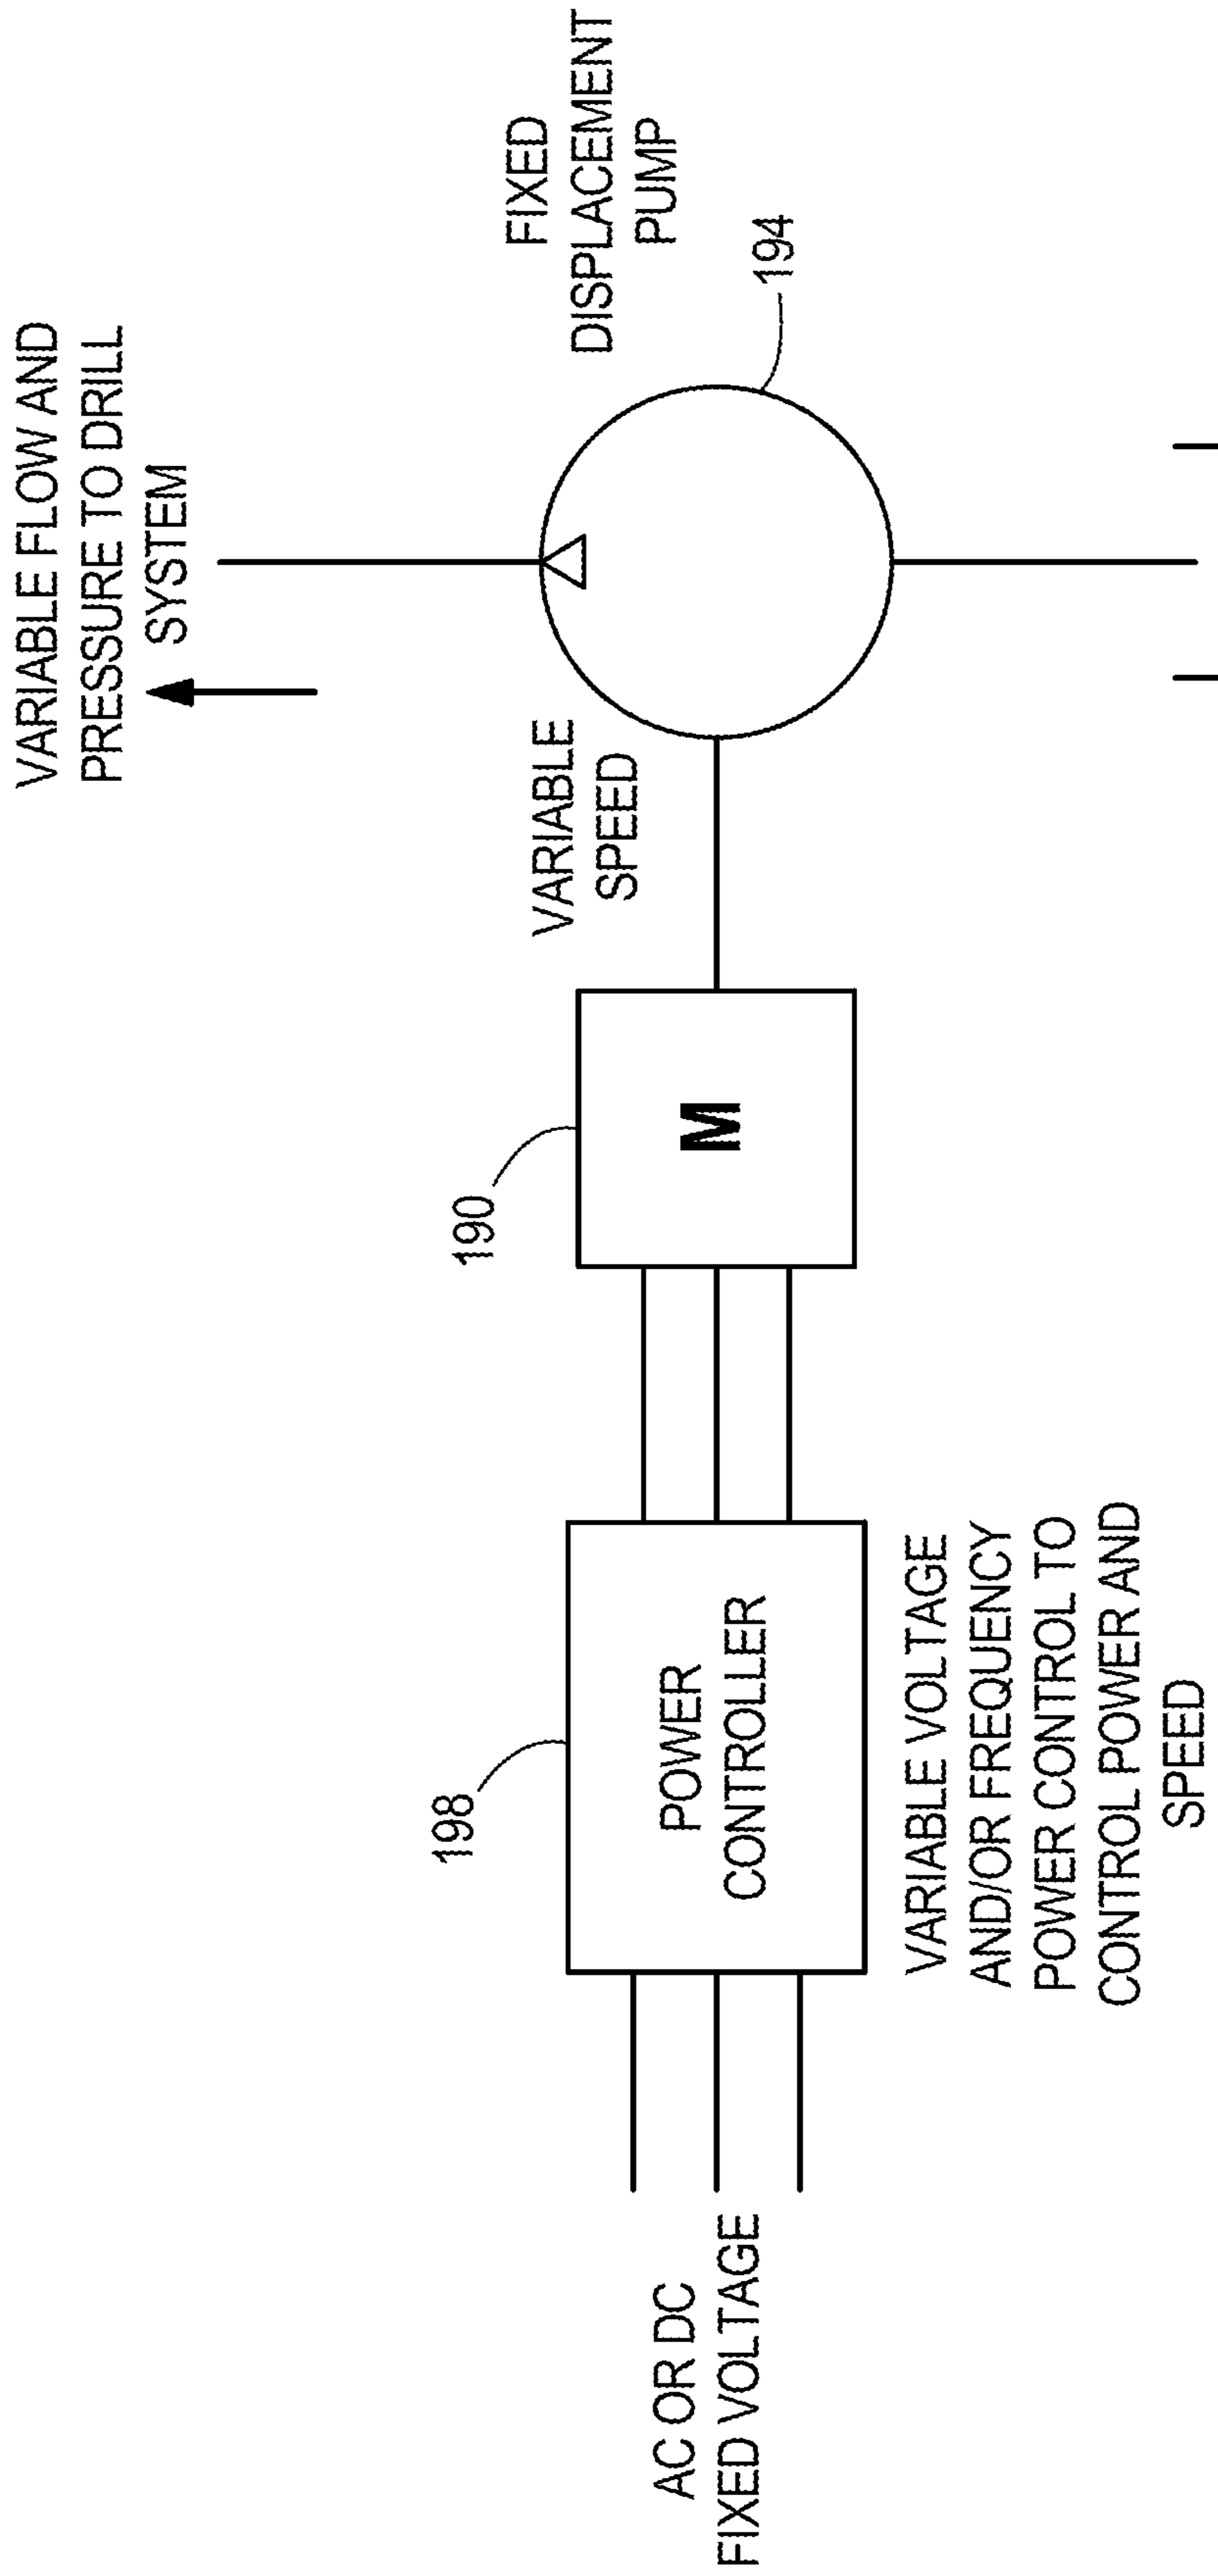 AC OR DC
FIXED VOLTAGE
198
POWER
CONTROLLER
VARIABLE VOLTAGE
AND/OR FREQUENCY
POWER CONTROL TO
CONTROL POWER AND
SPEED
190
M
VARIABLE
SPEED
VARIABLE FLOW AND
PRESSURE TO DRILL
SYSTEM
FIXED
DISPLACEMENT
PUMP
194